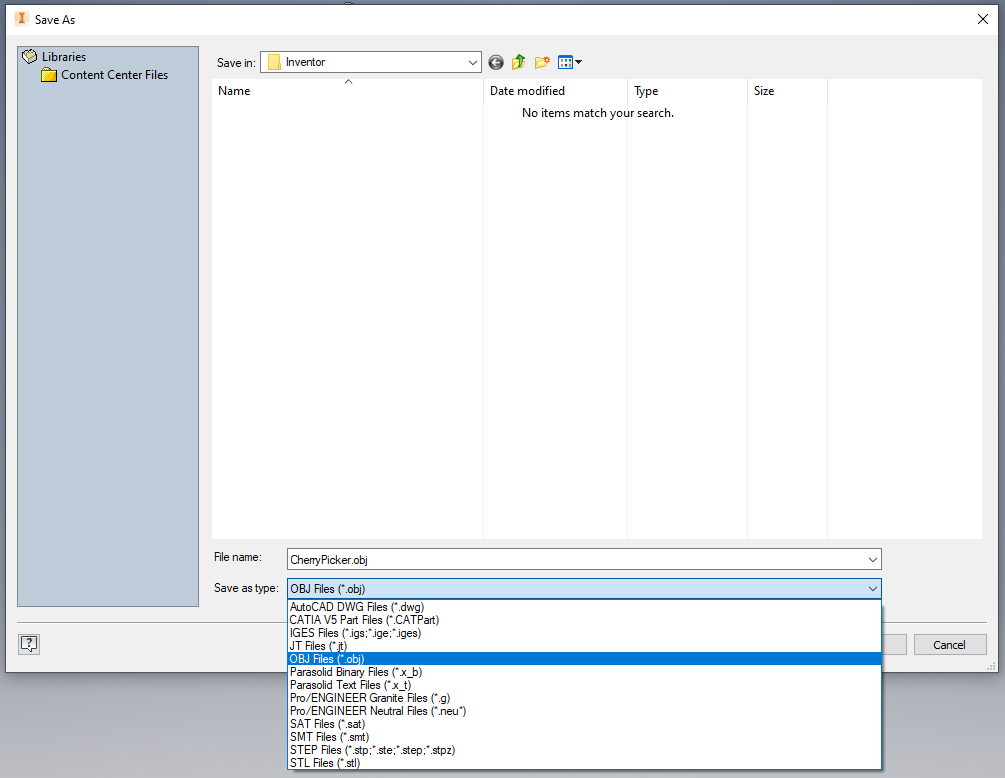 Save As
Libraries
Content Center Files
Save in:
Inventor
Name
Date modified
Type
Size
No items match your search.
File name:
CherryPicker.obj
Save as type:
OBJ Files (*.obj)
AutoCAD DWG Files (*.dwg)
CATIA V5 Part Files (*.CATPart)
IGES Files (*.igs;*.ige;*.iges)
JT Files (*.jt)
OBJ Files (*.obj)
Parasolid Binary Files (*.x_b)
Parasolid Text Files (*.x_t)
Pro/ENGINEER Granite Files (*.g)
Pro/ENGINEER Neutral Files (*.neu*)
SAT Files (*.sat)
SMT Files (*.smt)
STEP Files (*.stp;*.ste;*.step;*.stpz)
STL Files (*.stl)
Cancel